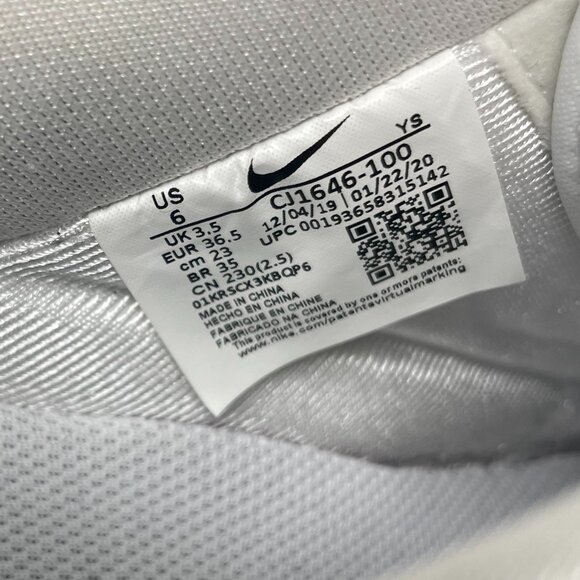 YS
US
6
CJ1646-100
UK 3.5
12/04/19 | 01/22/20
EUR 36.5
UPC 00193658315142
cm 23
BR 35
CN 230(2.5)
01KRSCX3KBQP6
MADE IN CHINA
HECHO EN CHINA
FABRIQUE EN CHINE
FABRICADO NA CHINA
This product is covered by one or more patents:
www.nike.com/patentsvirtualmarking